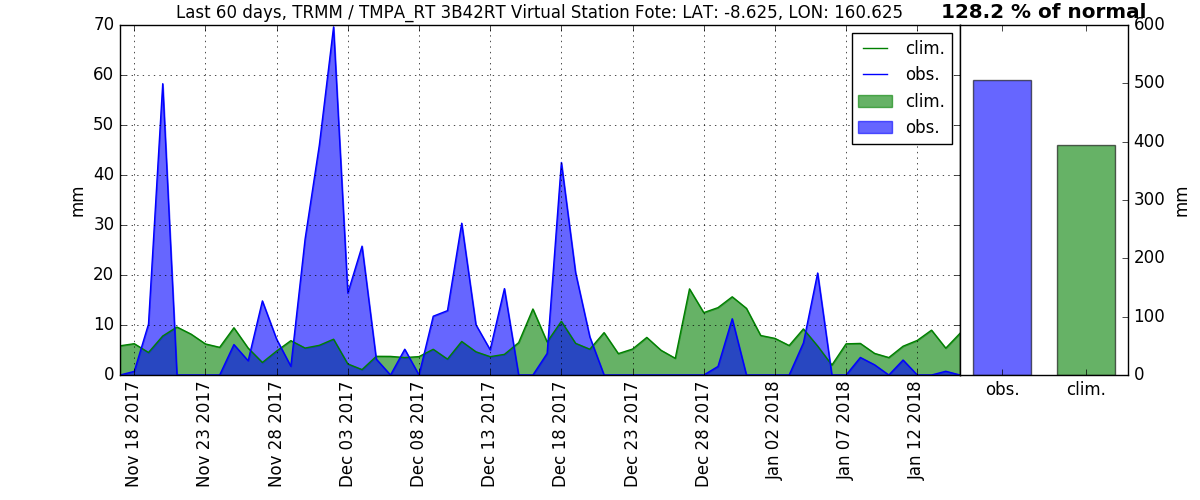 Last 60 days, TRMM / TMPA_RT 3B42RT Virtual Station Fote: LAT: -8.625, LON: 160.625
128.2 % of normal
70
60
50
40
30
20
10
0
mm
clim.
obs.
clim.
obs.
600
500
400
300
200
100
0
mm
obs.
clim.
Nov 18 2017
Nov 23 2017
Nov 28 2017
Dec 03 2017
Dec 08 2017
Dec 13 2017
Dec 18 2017
Dec 23 2017
Dec 28 2017
Jan 02 2018
Jan 07 2018
Jan 12 2018